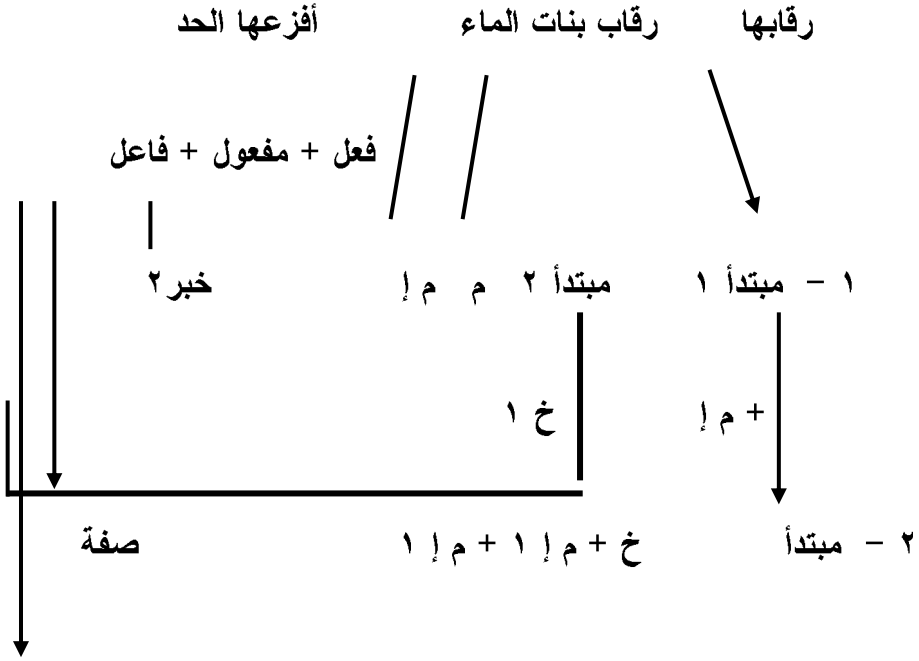 رقابها رقاب بنات الماء أفزعها الحد
فعل + مفعول + فاعل
١ - مبتدأ ١ مبتدأ ٢ م م إ خبر٢
+ م إ خ ١
٢ - مبتدأ خ + م إ ١ + م إ ١ صفة